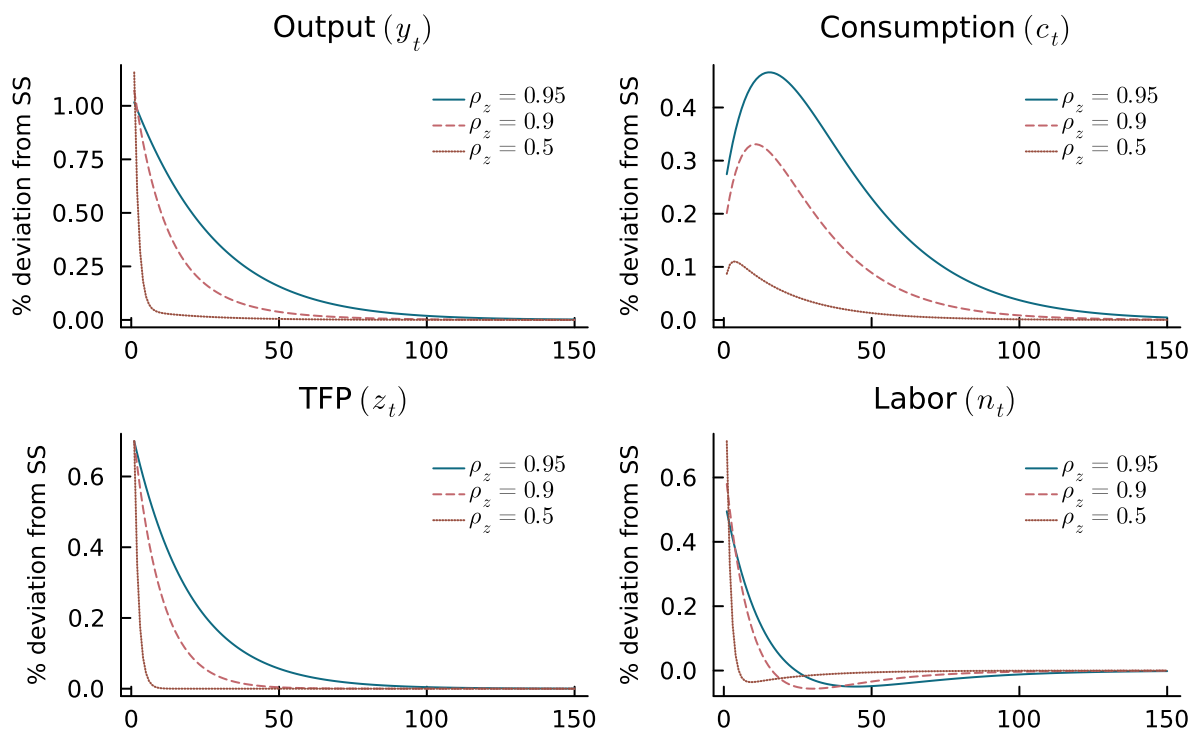 Output (y_t)
% deviation from SS
1.00
0.75
0.50
0.25
0.00
0
50
100
150
ρ_z = 0.95
ρ_z = 0.9
ρ_z = 0.5
Consumption (c_t)
% deviation from SS
0.4
0.3
0.2
0.1
0.0
0
50
100
150
ρ_z = 0.95
ρ_z = 0.9
ρ_z = 0.5
TFP (z_t)
% deviation from SS
0.6
0.4
0.2
0.0
0
50
100
150
ρ_z = 0.95
ρ_z = 0.9
ρ_z = 0.5
Labor (n_t)
% deviation from SS
0.6
0.4
0.2
0.0
0
50
100
150
ρ_z = 0.95
ρ_z = 0.9
ρ_z = 0.5